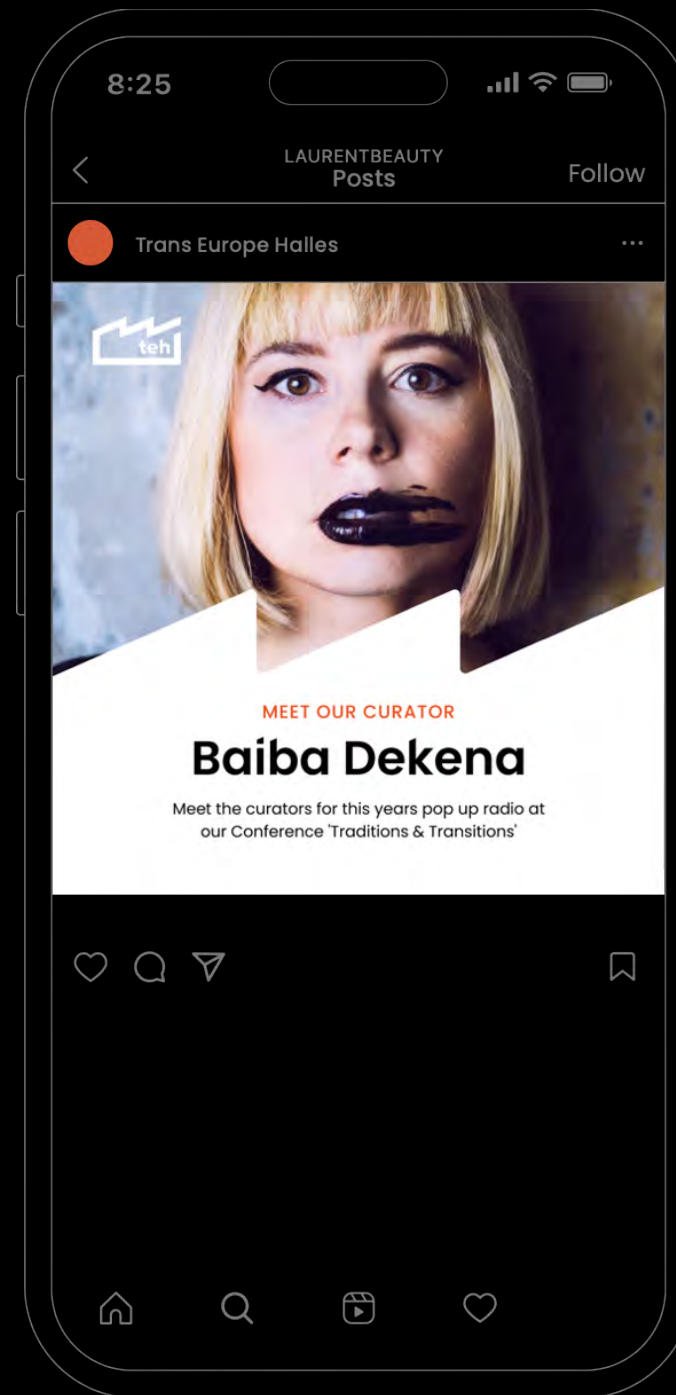 8:25
LAURENTBEAUTY
Posts
Follow
Trans Europe Halles
teh
MEET OUR CURATOR
Baiba Dekena
Meet the curators for this years pop up radio at
our Conference 'Traditions & Transitions'